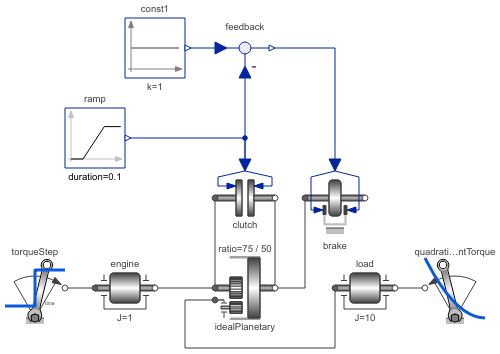 const1
feedback
k=1
ramp
duration=0.1
clutch
brake
ratio=75 / 50
torqueStep
engine
load
quadrati...ntTorque
time
J=1
idealPlanetary
J=10